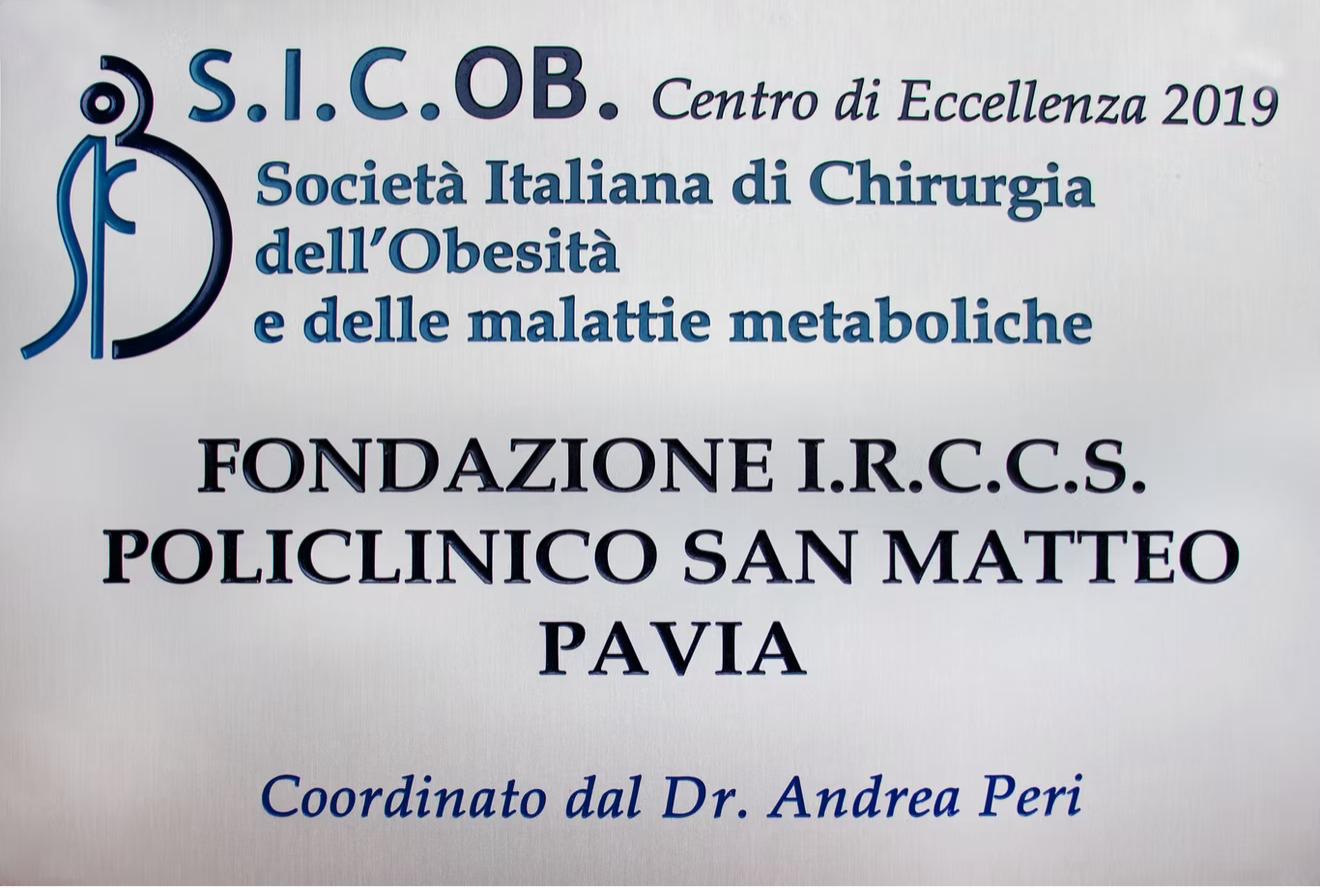 S.I.C.OB. Centro di Eccellenza 2019
Società Italiana di Chirurgia
dell'Obesità
e delle malattie metaboliche
FONDAZIONE I.R.C.C.S.
POLICLINICO SAN MATTEO
PAVIA
Coordinato dal Dr. Andrea Peri